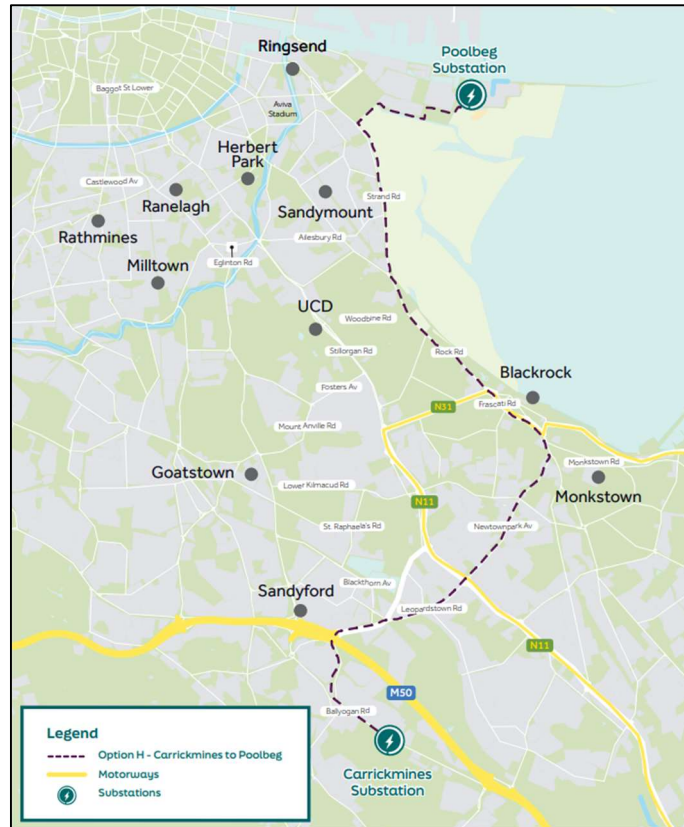 Ringsend
Poolbeg
Substation
Baggot St Lower
Aviva
Stadium
Herbert
Park
Castlewood Av
Ranelagh
Strand Rd
Sandymount
Rathmines
Ailesbury Rd
Eglinton Rd
Milltown
UCD
Woodbine Rd
Stillorgan Rd
Rock Rd
Blackrock
Fosters Av
N31
Frascati Rd
Mount Anville Rd
Goatstown
Monkstown Rd
Monkstown
Lower Kilmacud Rd
N11
St. Raphaela's Rd
Newtownpark Av
Blackthorn Av
Sandyford
Leopardstown Rd
N11
M50
Ballyogan Rd
Carrickmines
Substation
Legend
Option H - Carrickmines to Poolbeg
Motorways
Substations